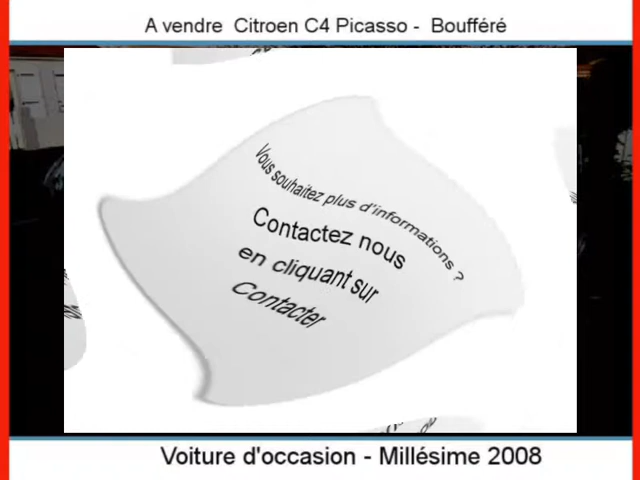 A vendre Citroen C4 Picasso - Boufféré
Vous souhaitez plus d'informations ?
Contactez nous
en cliquant sur
Contacter
Voiture d'occasion - Millésime 2008